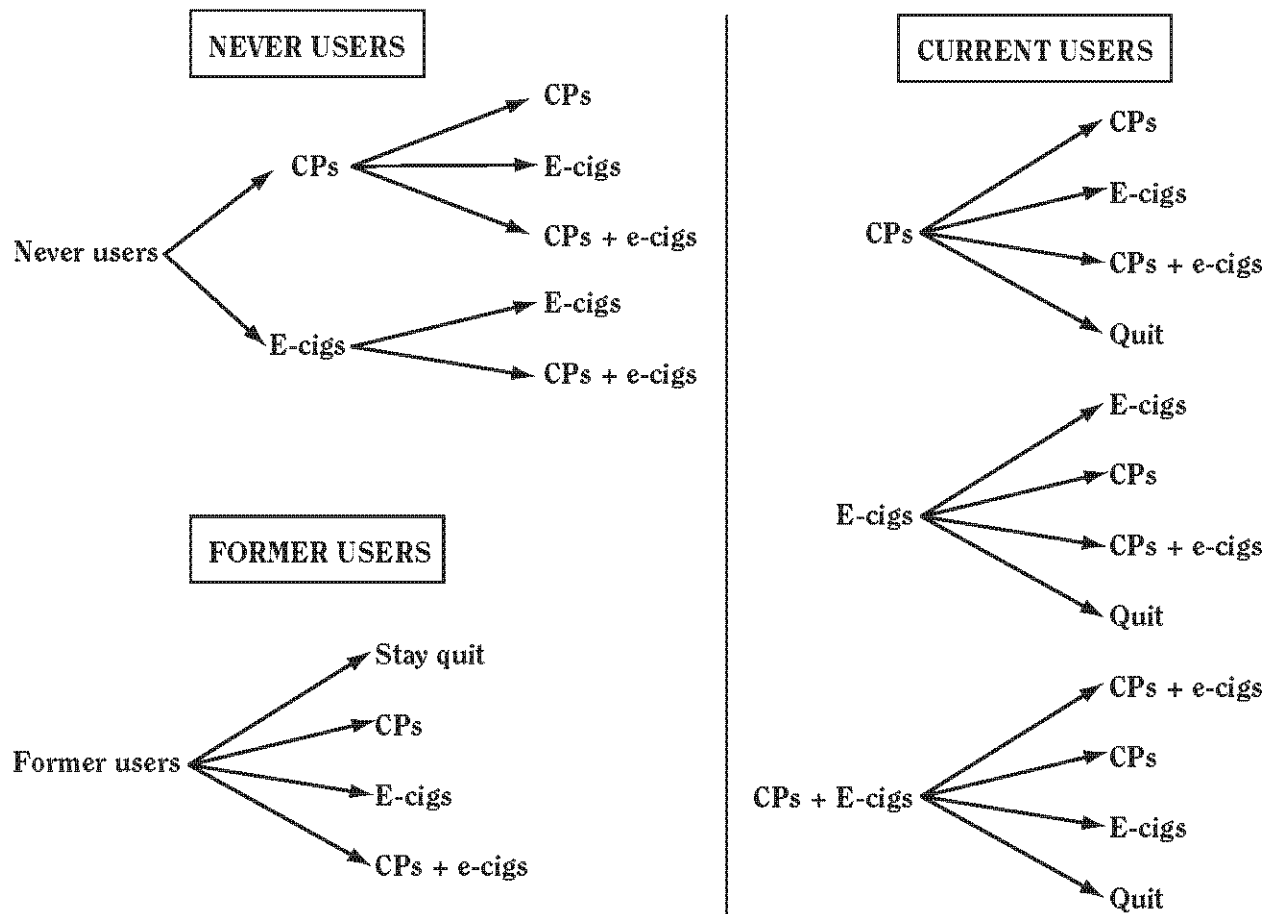 NEVER USERS
Never users
CPs
CPs
E-cigs
CPs + e-cigs
E-cigs
E-cigs
CPs + e-cigs
FORMER USERS
Former users
Stay quit
CPs
E-cigs
CPs + e-cigs
CURRENT USERS
CPs
CPs
E-cigs
CPs + e-cigs
Quit
E-cigs
E-cigs
CPs
CPs + e-cigs
Quit
CPs + E-cigs
CPs + e-cigs
CPs
E-cigs
Quit